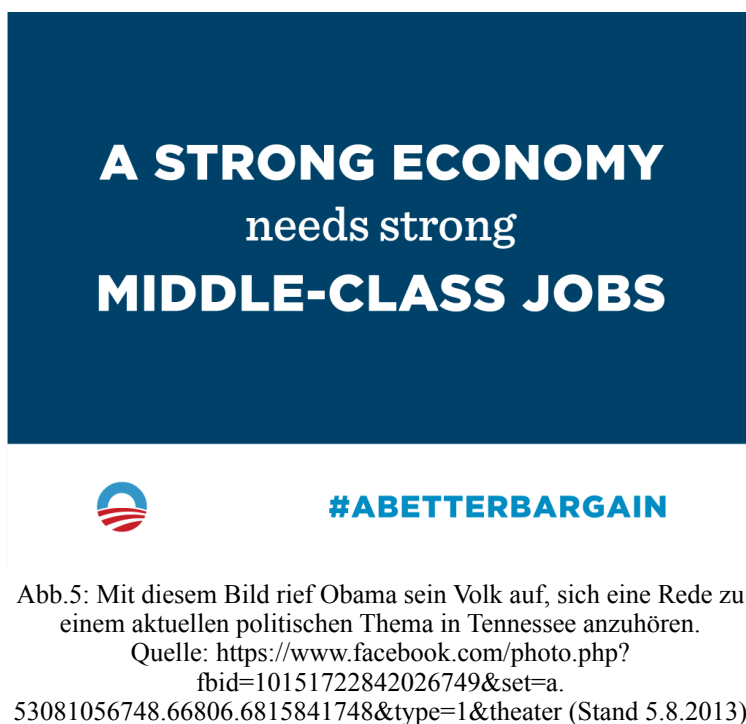 A STRONG ECONOMY
needs strong
MIDDLE-CLASS JOBS
#ABETTERBARGAIN
Abb.5: Mit diesem Bild rief Obama sein Volk auf, sich eine Rede zu
einem aktuellen politischen Thema in Tennessee anzuhören.
Quelle: https://www.facebook.com/photo.php?
fbid=10151722842026749&set=a.
53081056748.66806.6815841748&type=1&theater (Stand 5.8.2013)